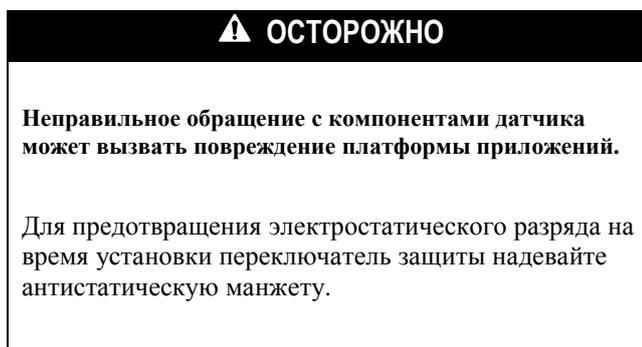 ОСТОРОЖНО
Неправильное обращение с компонентами датчика
может вызвать повреждение платформы приложений.
Для предотвращения электростатического разряда на
время установки переключатель защиты надевайте
антистатическую манжету.